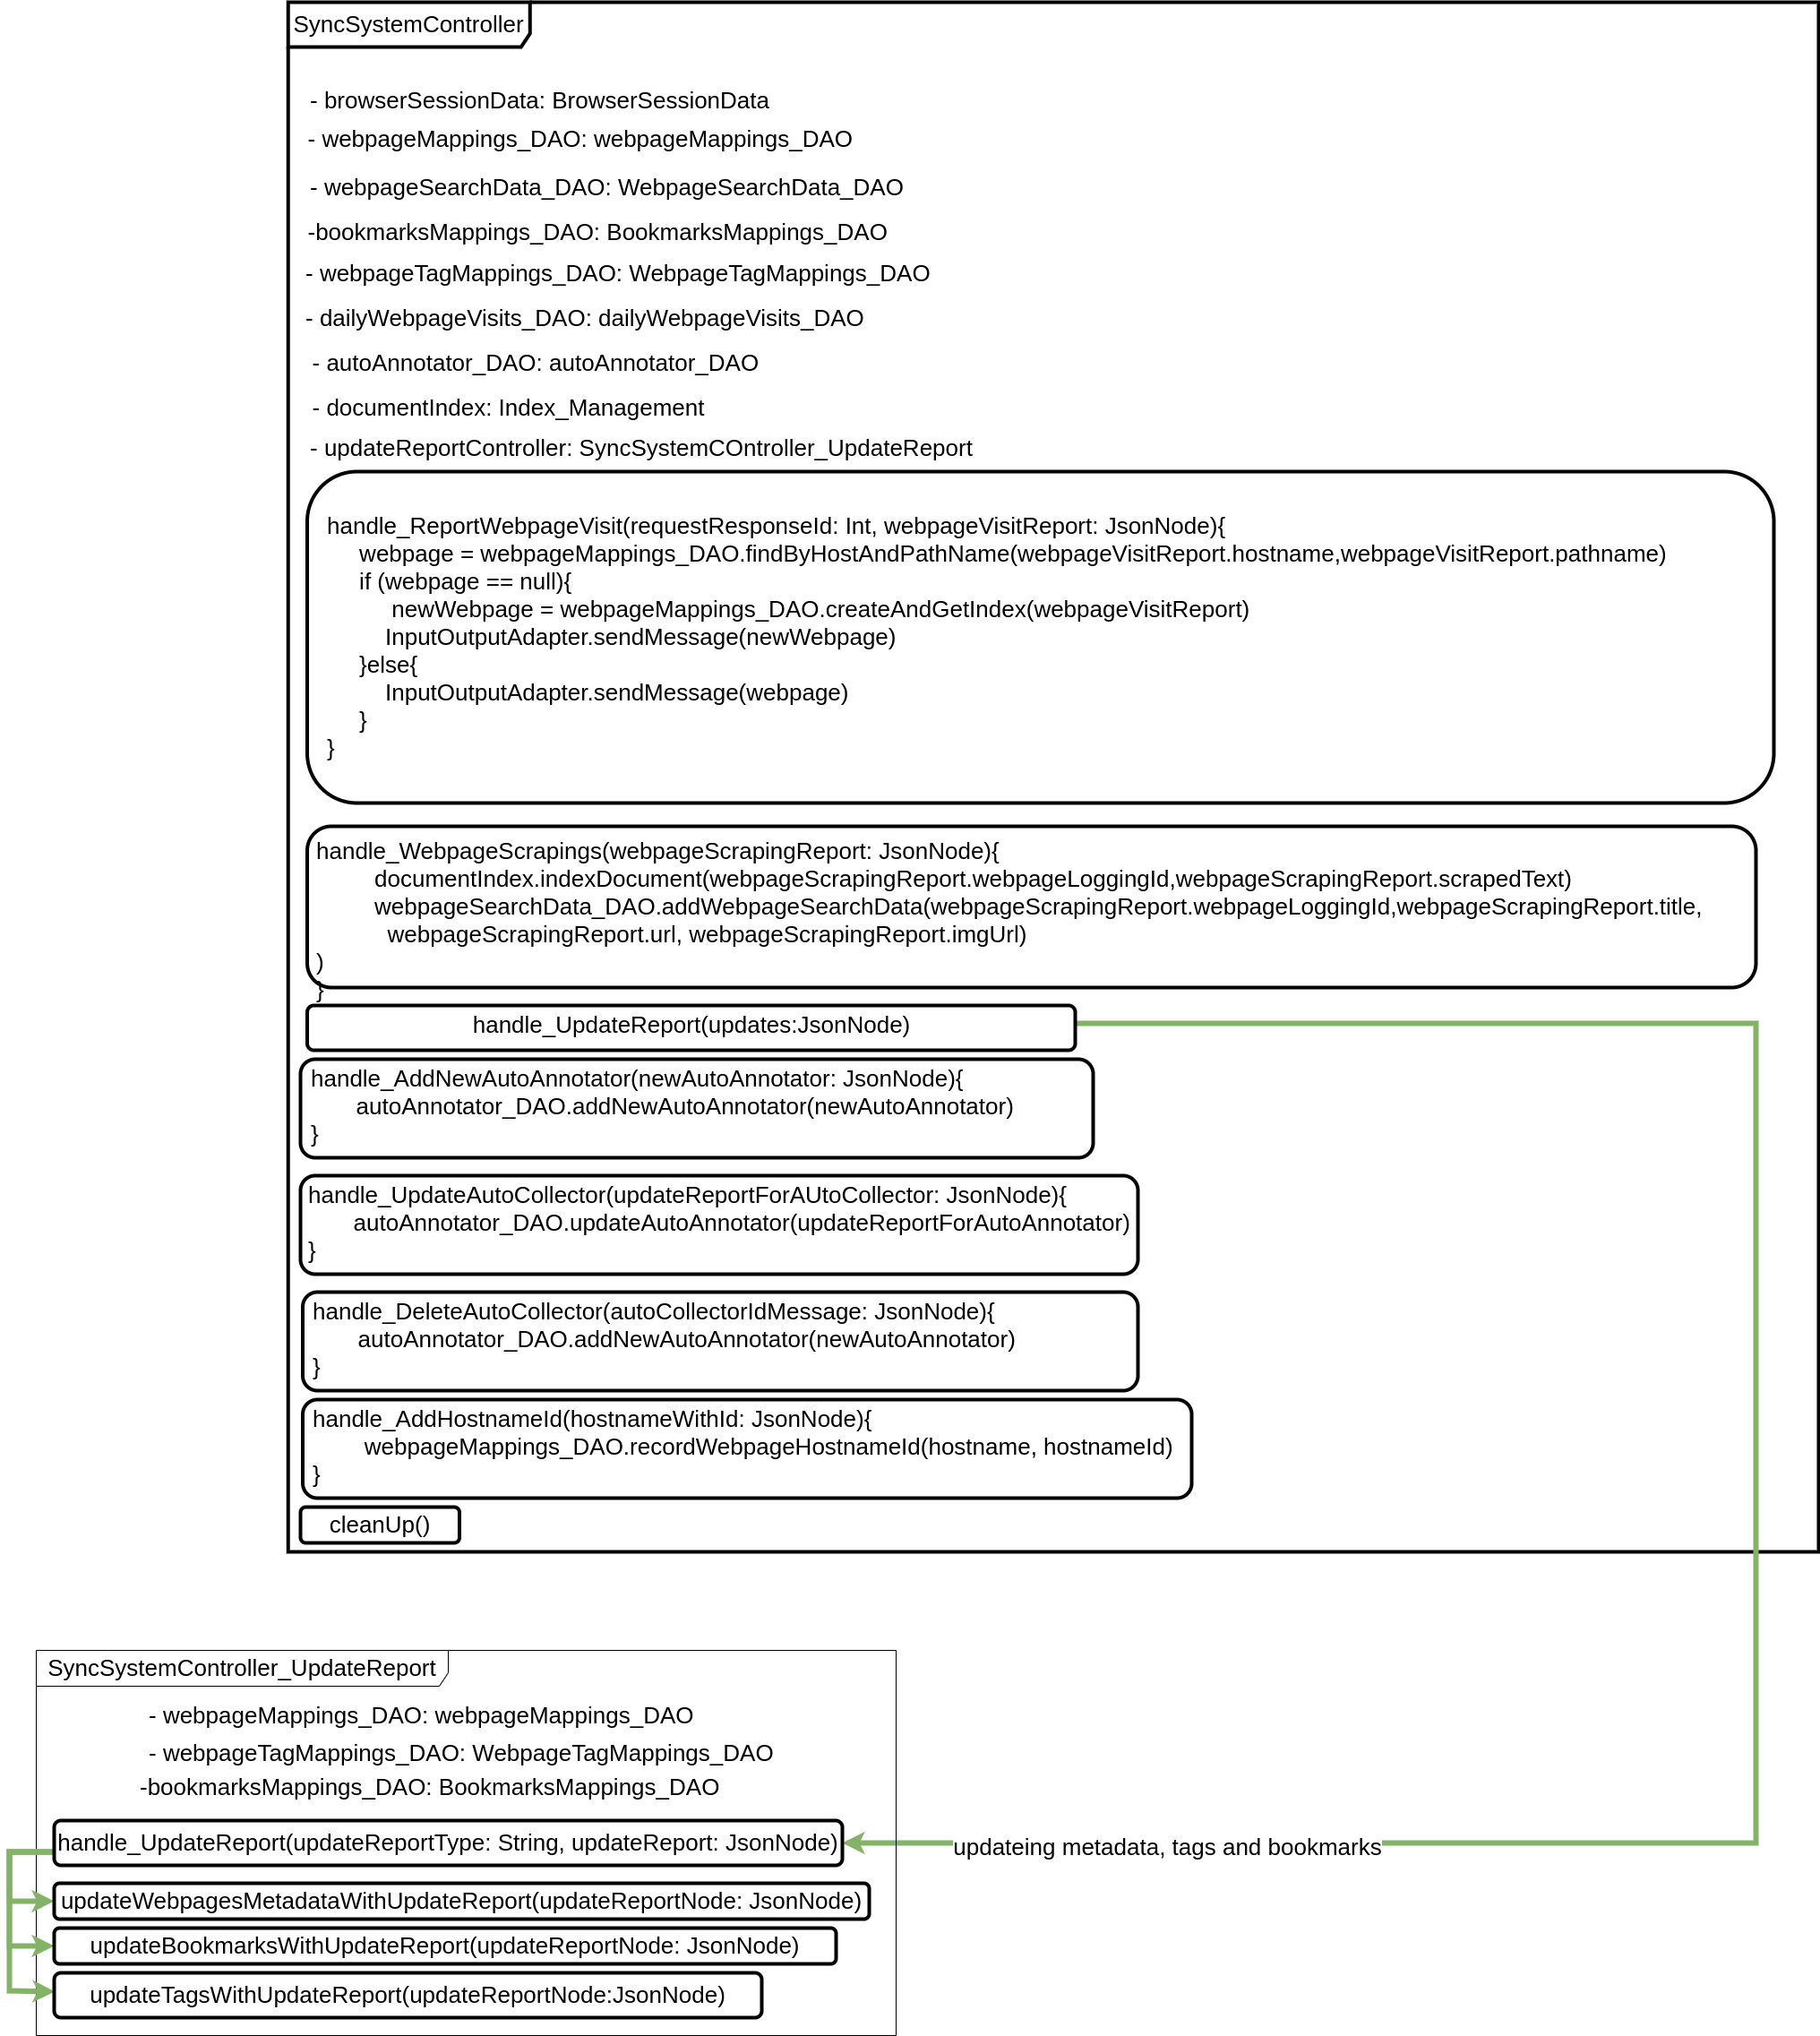 SyncSystemController
- browserSessionData: BrowserSessionData
- webpageMappings_DAO: webpageMappings_DAO
- webpageSearchData_DAO: WebpageSearchData_DAO
-bookmarksMappings_DAO: BookmarksMappings_DAO
- webpageTagMappings_DAO: WebpageTagMappings_DAO
- dailyWebpageVisits_DAO: dailyWebpageVisits_DAO
- autoAnnotator_DAO: autoAnnotator_DAO
- documentIndex: Index_Management
- updateReportController: SyncSystemCOntroller_UpdateReport
handle_ReportWebpageVisit(requestResponseId: Int, webpageVisitReport: JsonNode){
webpage = webpageMappings_DAO.findByHostAndPathName(webpageVisitReport.hostname,webpageVisitReport.pathname)
if (webpage == null){
newWebpage = webpageMappings_DAO.createAndGetIndex(webpageVisitReport)
InputOutputAdapter.sendMessage(newWebpage)
}else{
InputOutputAdapter.sendMessage(webpage)
}
}
handle_WebpageScrapings(webpageScrapingReport: JsonNode){
documentIndex.indexDocument(webpageScrapingReport.webpageLoggingId,webpageScrapingReport.scrapedText)
webpageSearchData_DAO.addWebpageSearchData(webpageScrapingReport.webpageLoggingId,webpageScrapingReport.title,
webpageScrapingReport.url, webpageScrapingReport.imgUrl)
)
}
handle_UpdateReport(updates:JsonNode)
handle_AddNewAutoAnnotator(newAutoAnnotator: JsonNode){
autoAnnotator_DAO.addNewAutoAnnotator(newAutoAnnotator)
}
handle_UpdateAutoCollector(updateReportForAUtoCollector: JsonNode){
autoAnnotator_DAO.updateAutoAnnotator(updateReportForAutoAnnotator)
}
handle_DeleteAutoCollector(autoCollectorIdMessage: JsonNode){
autoAnnotator_DAO.addNewAutoAnnotator(newAutoAnnotator)
}
handle_AddHostnameId(hostnameWithId: JsonNode){
webpageMappings_DAO.recordWebpageHostnameId(hostname, hostnameId)
}
cleanUp()
SyncSystemController_UpdateReport
- webpageMappings_DAO: webpageMappings_DAO
- webpageTagMappings_DAO: WebpageTagMappings_DAO
-bookmarksMappings_DAO: BookmarksMappings_DAO
handle_UpdateReport(updateReportType: String, updateReport: JsonNode)
updateing metadata, tags and bookmarks
updateWebpagesMetadataWithUpdateReport(updateReportNode: JsonNode)
updateBookmarksWithUpdateReport(updateReportNode: JsonNode)
updateTagsWithUpdateReport(updateReportNode:JsonNode)